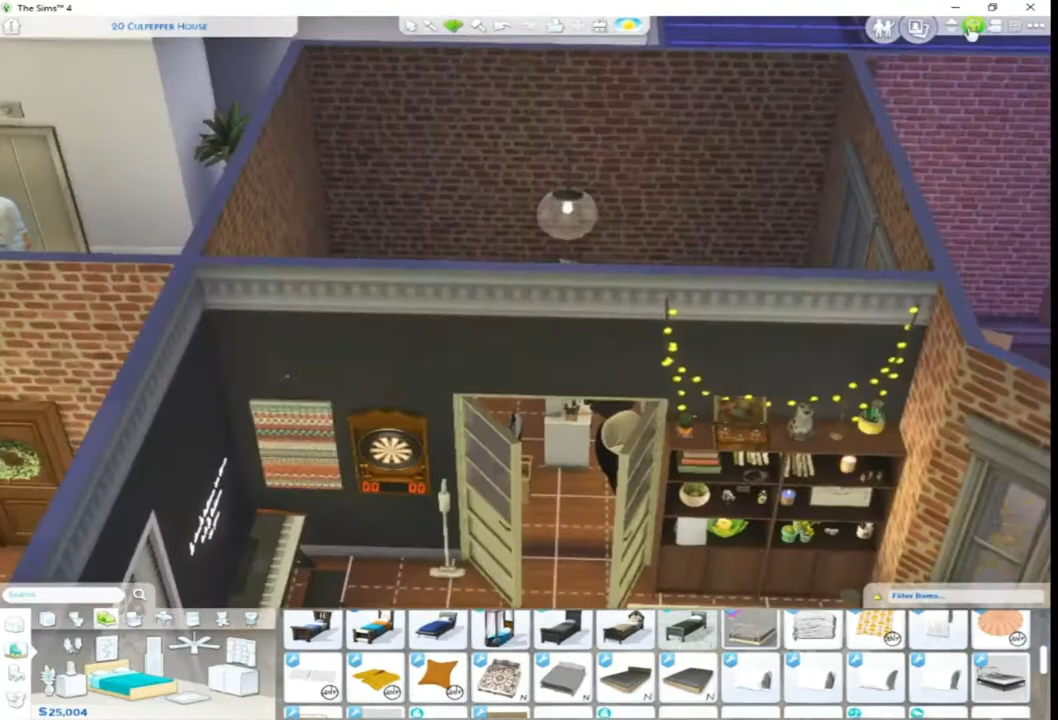 The Sims™ 4
20 Culpepper House
Search
Filter Items...
§25,004